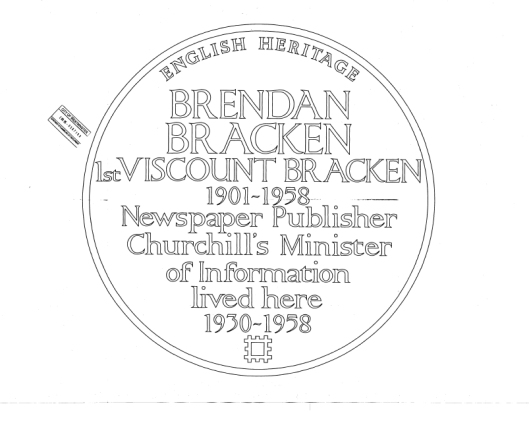 ENGLISH HERITAGE
BRENDAN
BRACKEN
1st VISCOUNT BRACKEN
1901-1958
Newspaper Publisher
Churchill's Minister
of Information
lived here
1930-1958